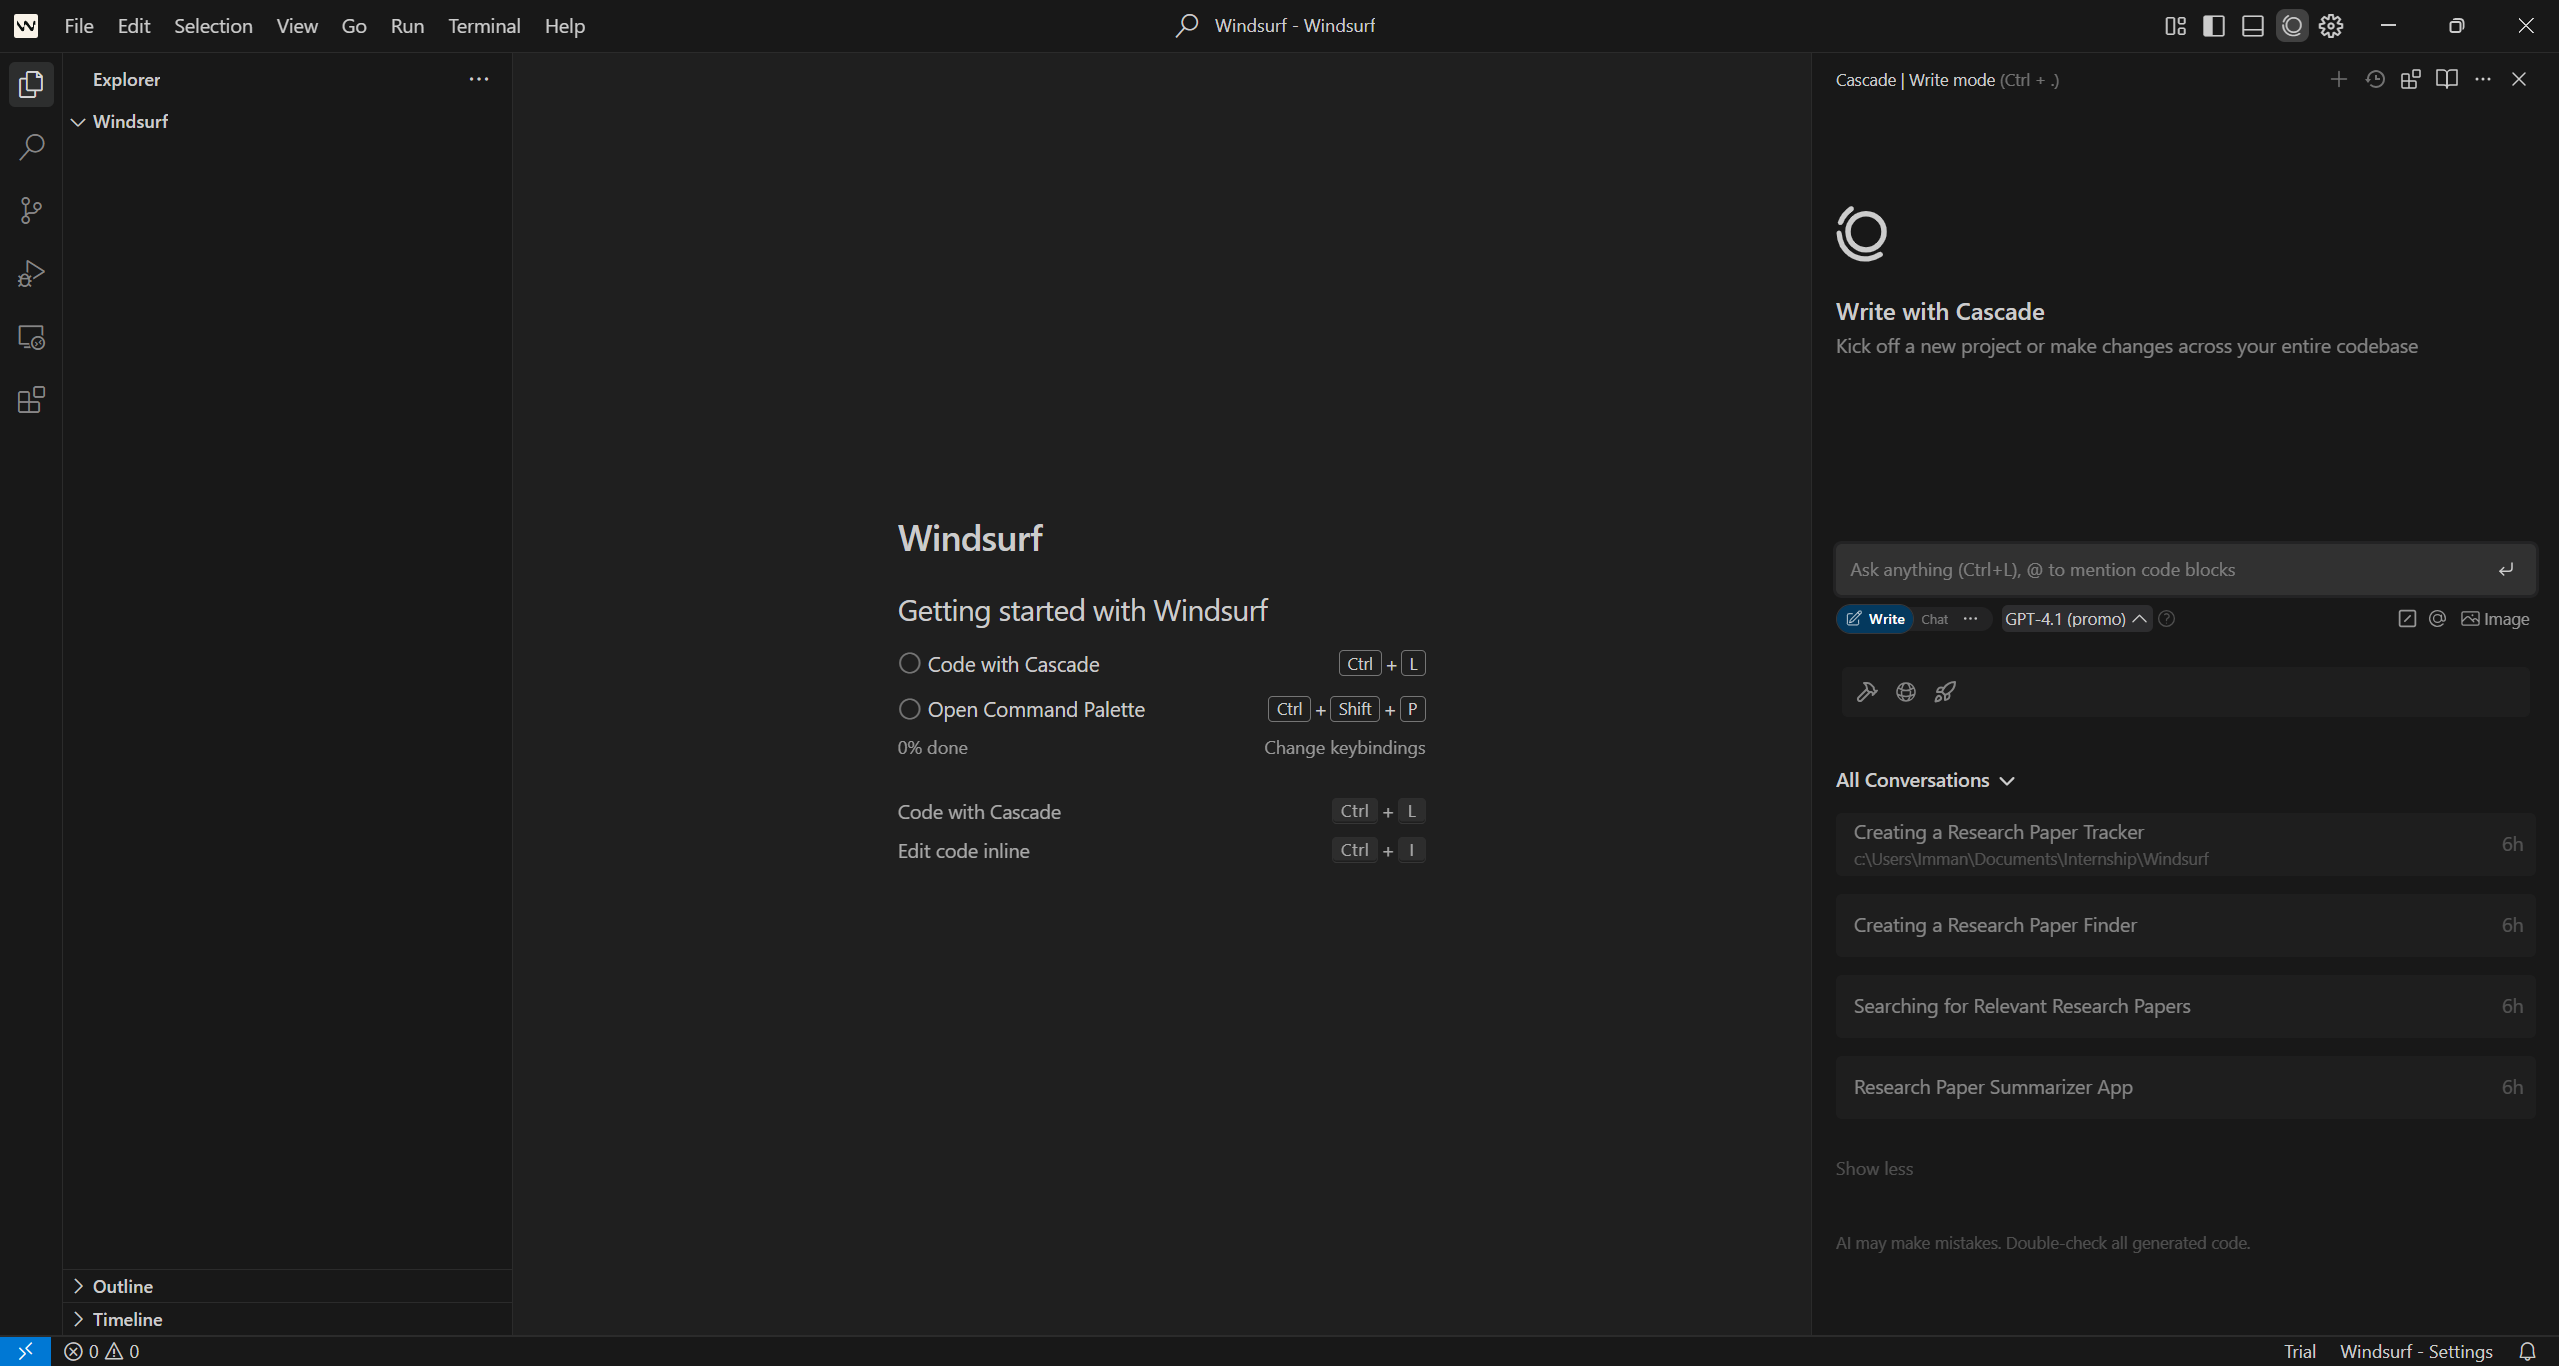 File Edit Selection View Go Run Terminal Help
Windsurf - Windsurf
Explorer
Windsurf
Outline
Timeline
Windsurf
Getting started with Windsurf
Code with Cascade Ctrl + L
Open Command Palette Ctrl + Shift + P
0% done Change keybindings
Code with Cascade Ctrl + L
Edit code inline Ctrl + I
Cascade | Write mode (Ctrl + .)
Write with Cascade
Kick off a new project or make changes across your entire codebase
Ask anything (Ctrl+L), @ to mention code blocks
Write Chat ... GPT-4.1 (promo) Image
All Conversations
Creating a Research Paper Tracker 6h
c:\Users\Imman\Documents\Internship\Windsurf
Creating a Research Paper Finder 6h
Searching for Relevant Research Papers 6h
Research Paper Summarizer App 6h
Show less
AI may make mistakes. Double-check all generated code.
0 0 Trial Windsurf - Settings